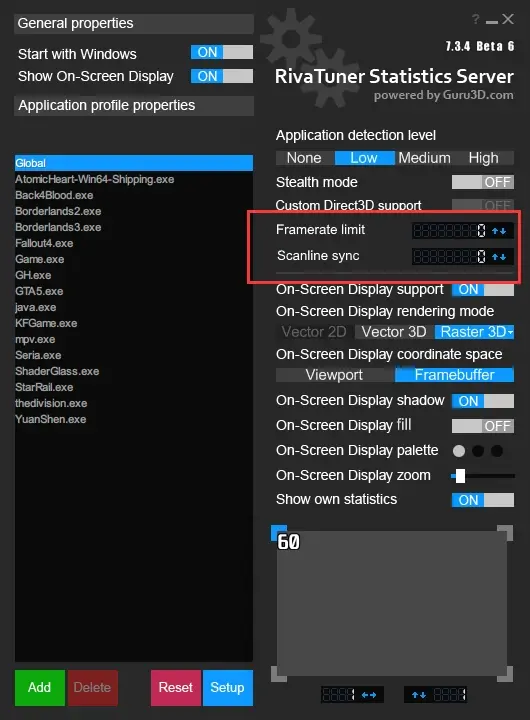 General properties
Start with Windows ON
Show On-Screen Display ON
Application profile properties
Global
AtomicHeart-Win64-Shipping.exe
Back4Blood.exe
Borderlands2.exe
Borderlands3.exe
Fallout4.exe
Game.exe
GH.exe
GTA5.exe
java.exe
KFGame.exe
mpv.exe
Seria.exe
ShaderGlass.exe
StarRail.exe
thedivision.exe
YuanShen.exe
Add Delete Reset Setup
?
7.3.4 Beta 6
RivaTuner Statistics Server
powered by Guru3D.com
Application detection level
None Low Medium High
Stealth mode OFF
Custom Direct3D support OFF
Framerate limit 0
Scanline sync 0
On-Screen Display support ON
On-Screen Display rendering mode
Vector 2D Vector 3D Raster 3D
On-Screen Display coordinate space
Viewport Framebuffer
On-Screen Display shadow ON
On-Screen Display fill OFF
On-Screen Display palette
On-Screen Display zoom
Show own statistics ON
60
1 1